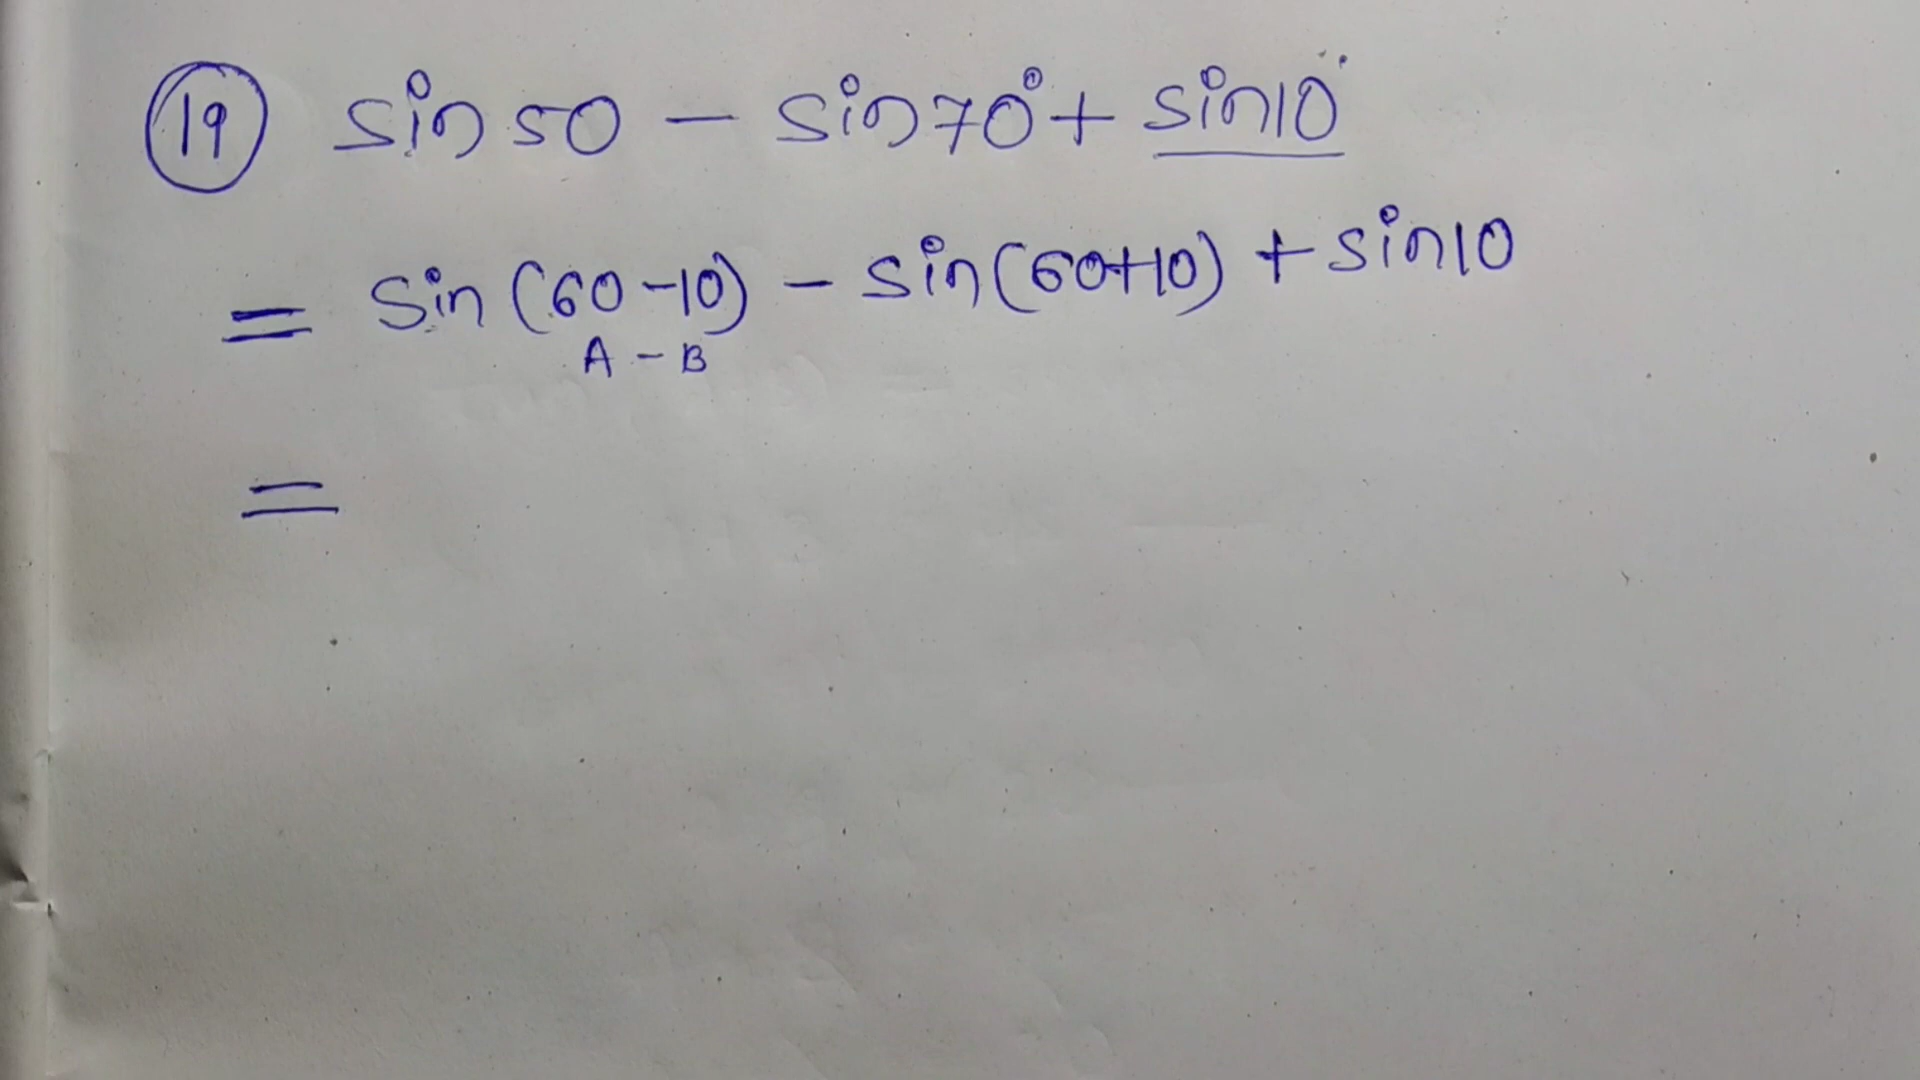 19 sin 50 - sin 70° + sin 10°
= sin (60-10) - sin (60+10) + sin 10
A - B
=